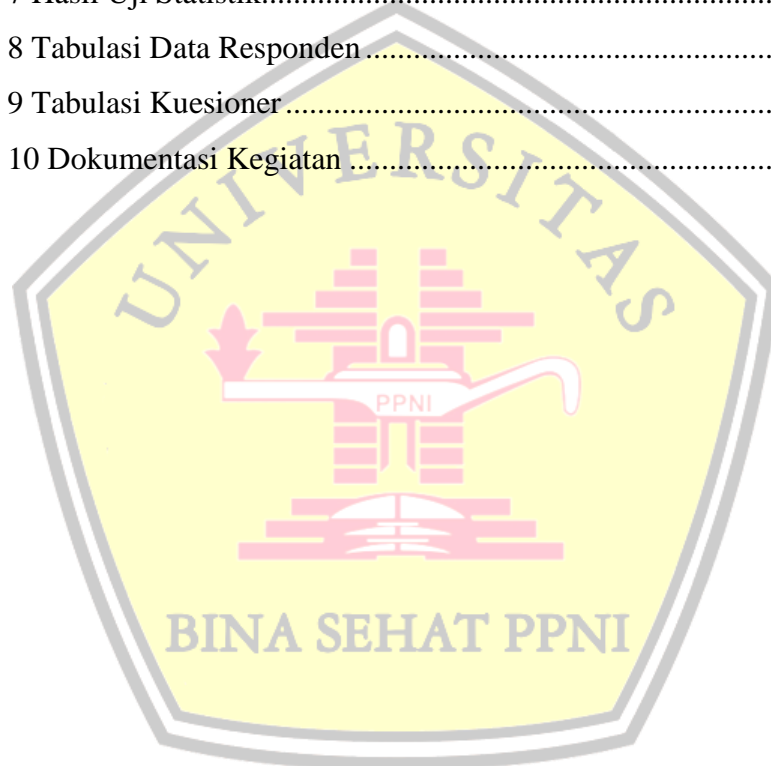 7 Hasil Uji Statistik....................................................................
8 Tabulasi Data Responden....................................................
9 Tabulasi Kuesioner..............................................................
10 Dokumentasi Kegiatan......................................................
UNIVERSITAS
PPNI
BINA SEHAT PPNI